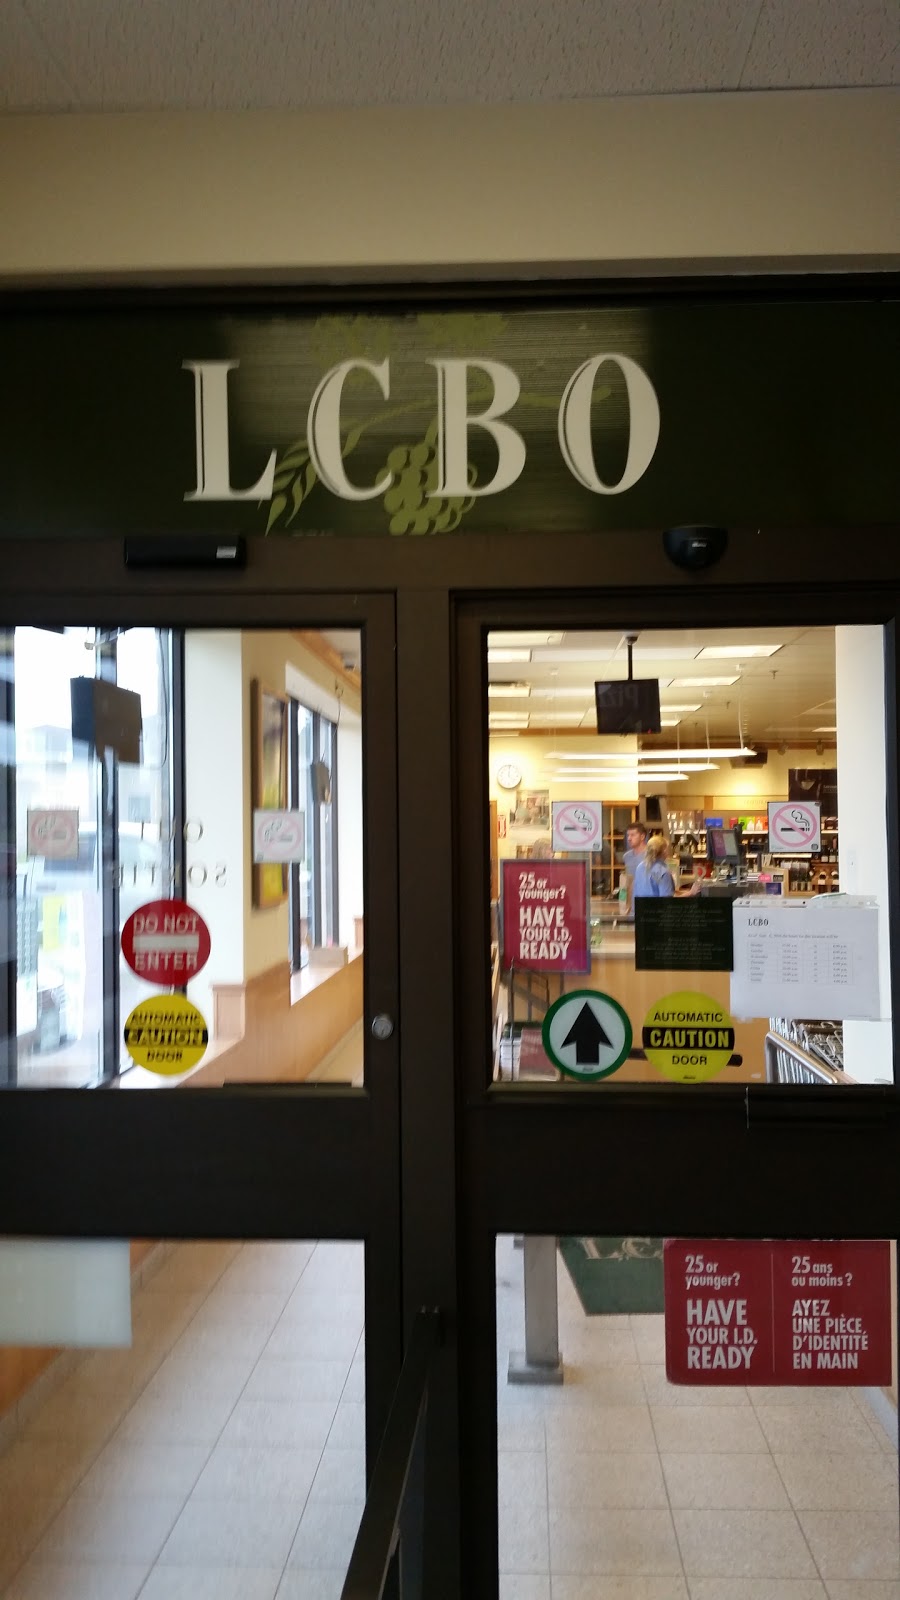 LCBO
DO NOT
ENTER
AUTOMATIC
CAUTION
DOOR
25 or
younger?
HAVE
YOUR I.D.
READY
LCBO
AUTOMATIC
CAUTION
DOOR
25 or
younger?
HAVE
YOUR I.D.
READY
25 ans
ou moins ?
AYEZ
UNE PIÈCE
D'IDENTITÉ
EN MAIN